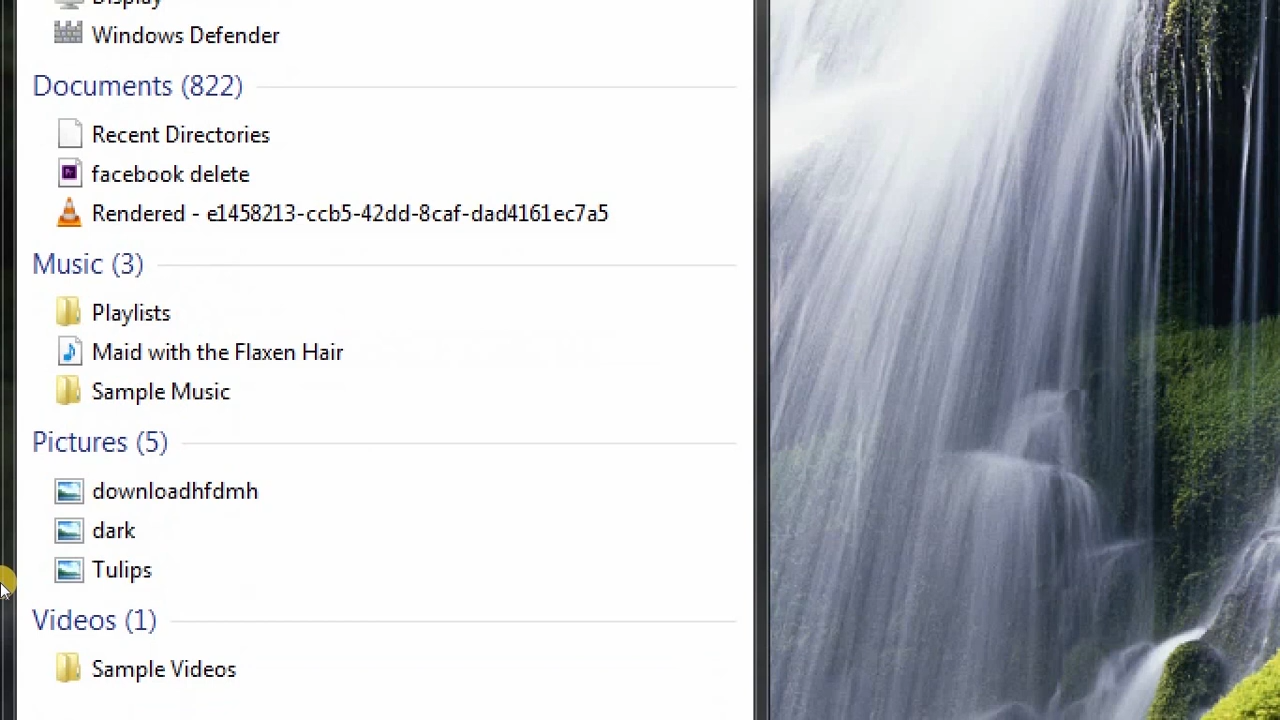 Display
Windows Defender
Documents (822)
Recent Directories
facebook delete
Rendered - e1458213-ccb5-42dd-8caf-dad4161ec7a5
Music (3)
Playlists
Maid with the Flaxen Hair
Sample Music
Pictures (5)
downloadhfdmh
dark
Tulips
Videos (1)
Sample Videos